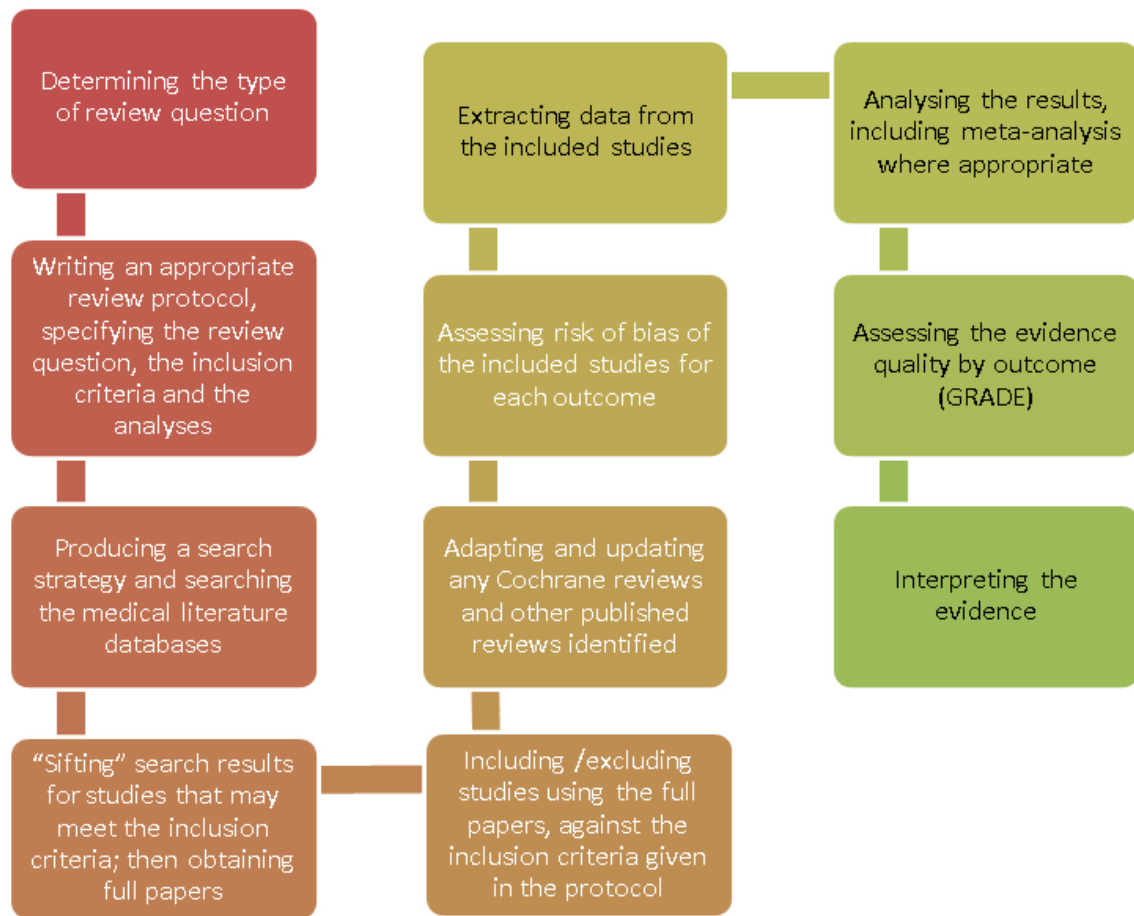 Determining the type
of review question
Writing an appropriate
review protocol,
specifying the review
question, the inclusion
criteria and the
analyses
Producing a search
strategy and searching
the medical literature
databases
“Sifting” search results
for studies that may
meet the inclusion
criteria; then obtaining
full papers
Including /excluding
studies using the full
papers, against the
inclusion criteria given
in the protocol
Adapting and updating
any Cochrane reviews
and other published
reviews identified
Assessing risk of bias of
the included studies for
each outcome
Extracting data from
the included studies
Analysing the results,
including meta-analysis
where appropriate
Assessing the evidence
quality by outcome
(GRADE)
Interpreting the
evidence